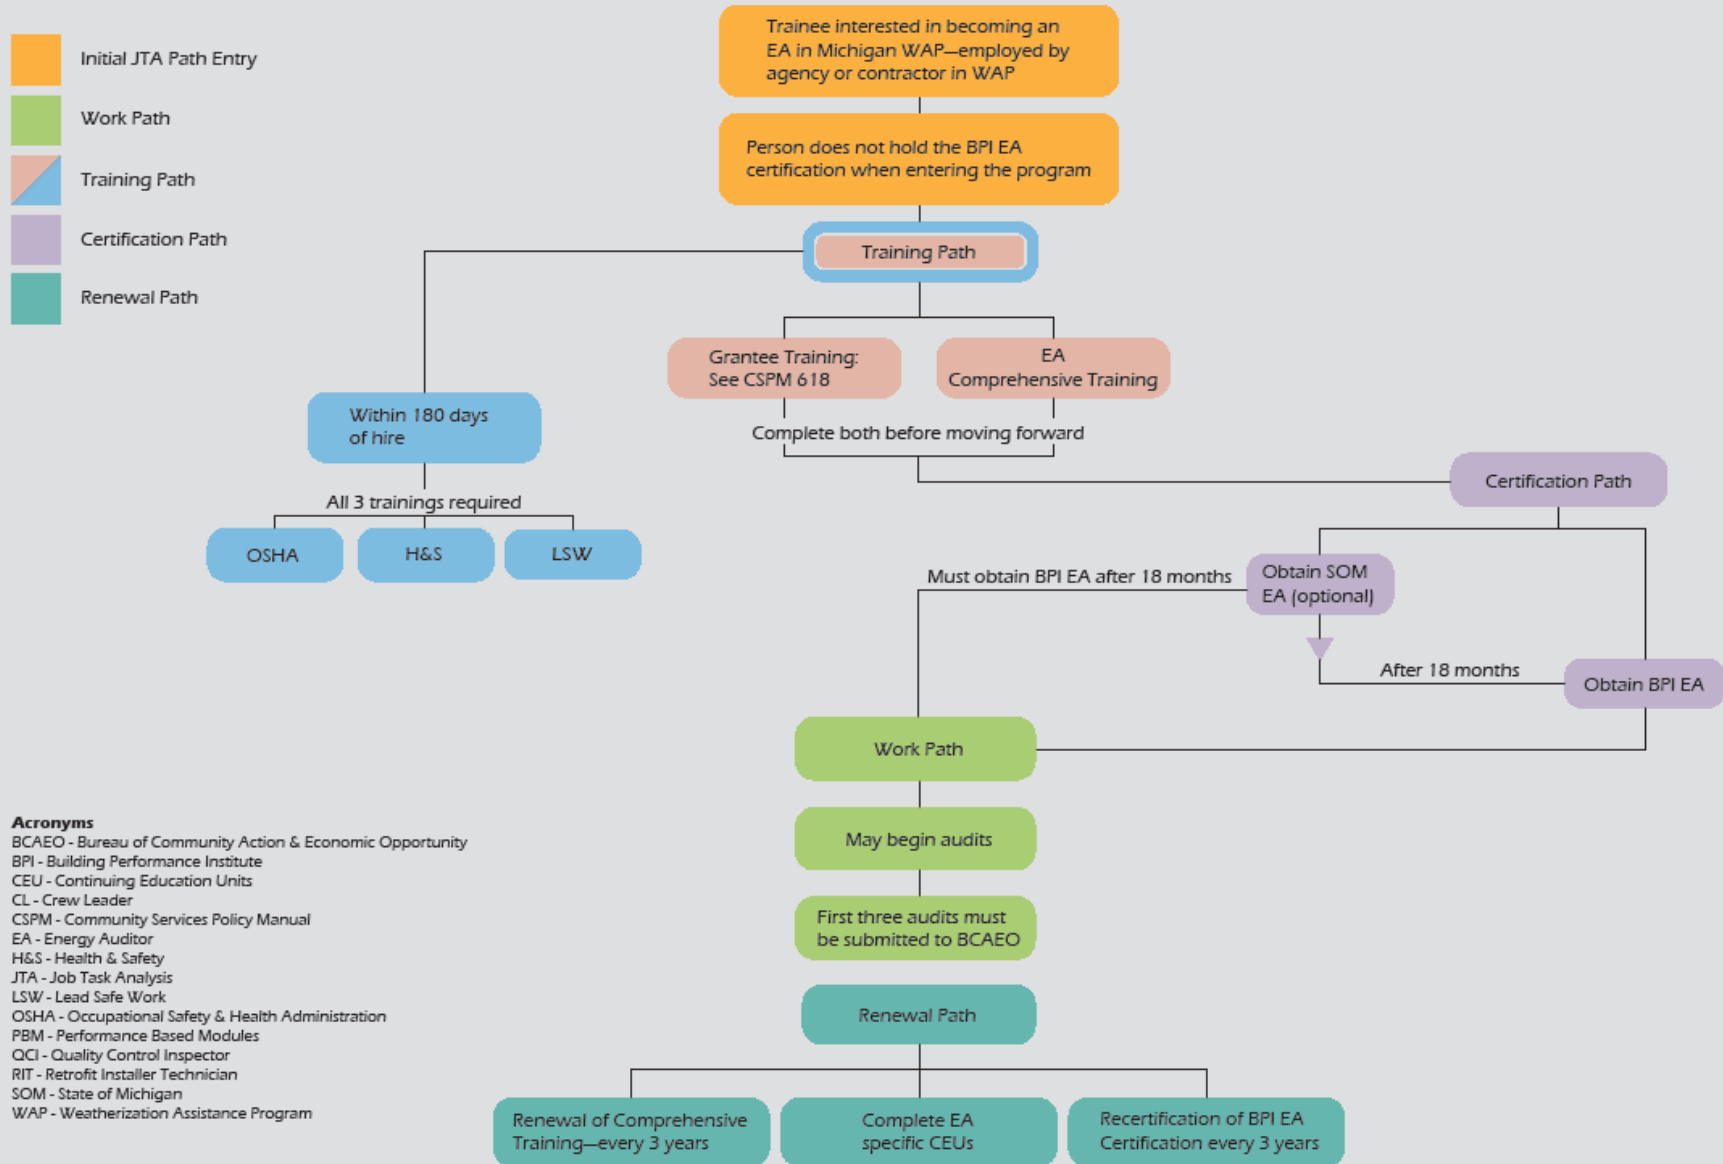 Initial JTA Path Entry
Work Path
Training Path
Certification Path
Renewal Path
Trainee interested in becoming an
EA in Michigan WAP—employed by
agency or contractor in WAP
Person does not hold the BPI EA
certification when entering the program
Training Path
Grantee Training:
See CSPM 618
EA
Comprehensive Training
Complete both before moving forward
Within 180 days
of hire
All 3 trainings required
OSHA
H&S
LSW
Certification Path
Must obtain BPI EA after 18 months
Obtain SOM
EA (optional)
After 18 months
Obtain BPI EA
Work Path
May begin audits
First three audits must
be submitted to BCAEO
Renewal Path
Renewal of Comprehensive
Training—every 3 years
Complete EA
specific CEUs
Recertification of BPI EA
Certification every 3 years
Acronyms
BCAEO - Bureau of Community Action & Economic Opportunity
BPI - Building Performance Institute
CEU - Continuing Education Units
CL - Crew Leader
CSPM - Community Services Policy Manual
EA - Energy Auditor
H&S - Health & Safety
JTA - Job Task Analysis
LSW - Lead Safe Work
OSHA - Occupational Safety & Health Administration
PBM - Performance Based Modules
QCI - Quality Control Inspector
RIT - Retrofit Installer Technician
SOM - State of Michigan
WAP - Weatherization Assistance Program